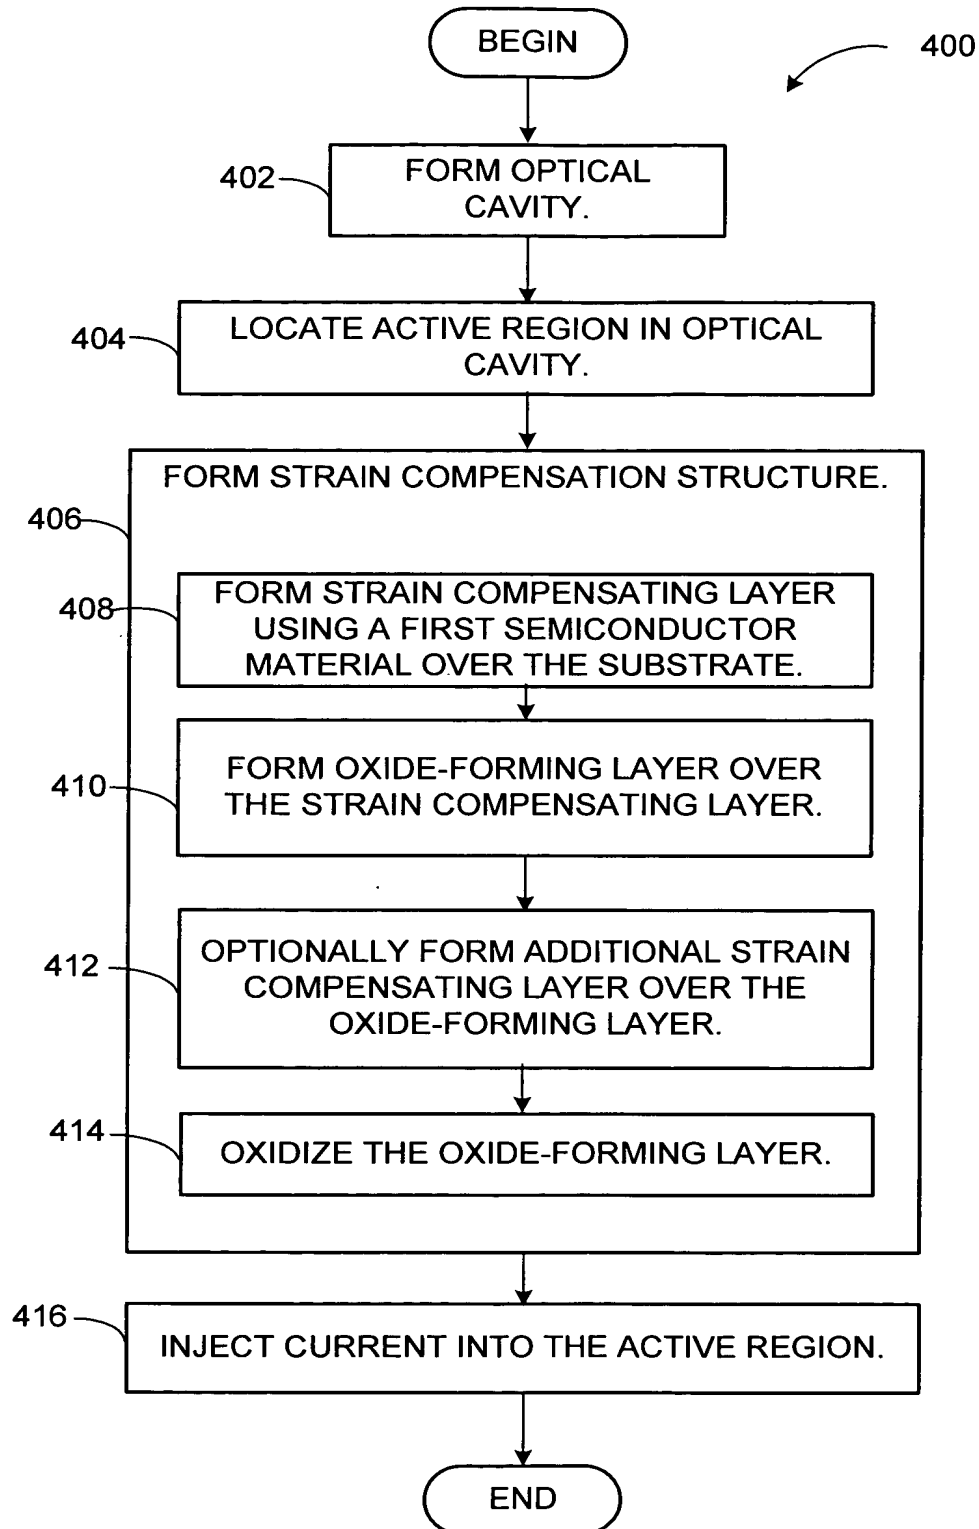 BEGIN
400
402
FORM OPTICAL
CAVITY.
404
LOCATE ACTIVE REGION IN OPTICAL
CAVITY.
FORM STRAIN COMPENSATION STRUCTURE.
406
408
FORM STRAIN COMPENSATING LAYER
USING A FIRST SEMICONDUCTOR
MATERIAL OVER THE SUBSTRATE.
410
FORM OXIDE-FORMING LAYER OVER
THE STRAIN COMPENSATING LAYER.
412
OPTIONALLY FORM ADDITIONAL STRAIN
COMPENSATING LAYER OVER THE
OXIDE-FORMING LAYER.
414
OXIDIZE THE OXIDE-FORMING LAYER.
416
INJECT CURRENT INTO THE ACTIVE REGION.
END